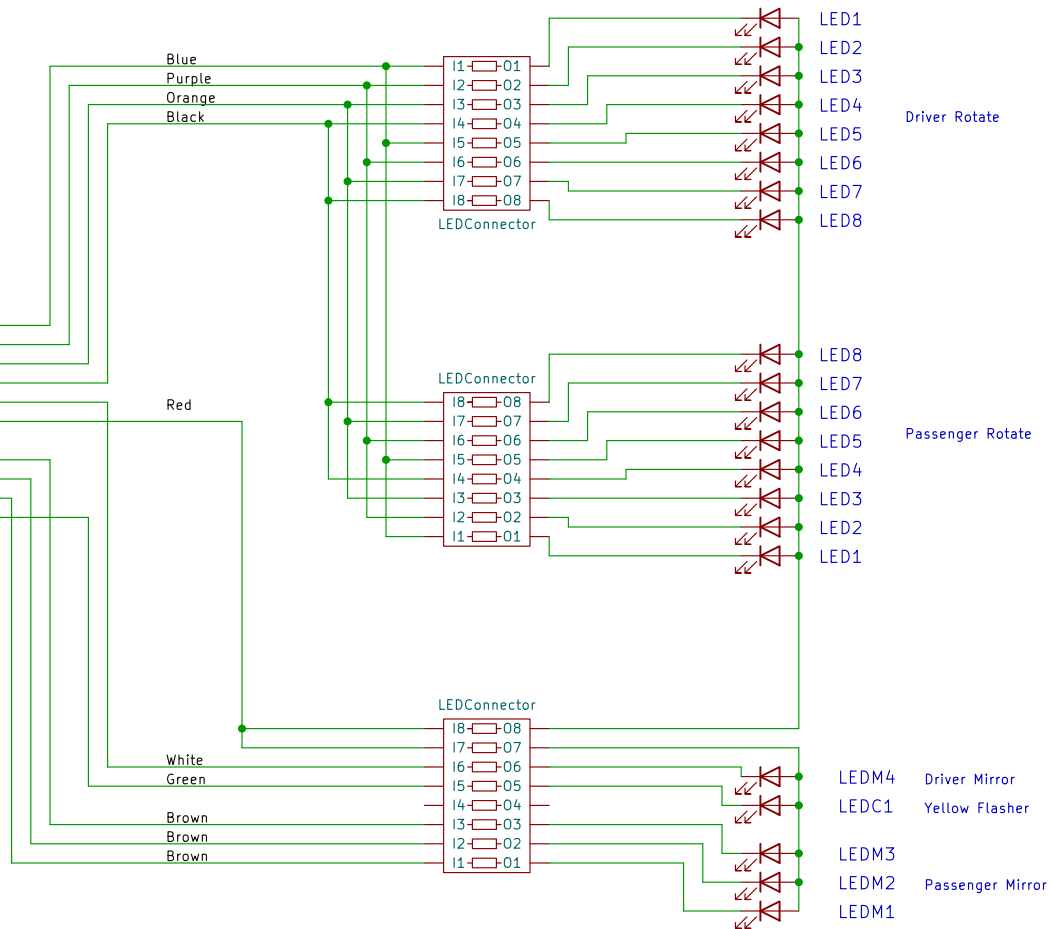 LED1
LED2
Blue
I1 O1
LED3
Purple
I2 O2
Orange
I3 O3
LED4
Black
I4 O4
Driver Rotate
LED5
I5 O5
I6 O6
LED6
I7 O7
LED7
I8 O8
LED8
LEDConnector
LED8
LEDConnector
LED7
Red
I8 O8
LED6
I7 O7
Passenger Rotate
I6 O6
LED5
I5 O5
LED4
I4 O4
I3 O3
LED3
I2 O2
LED2
I1 O1
LED1
LEDConnector
I8 O8
I7 O7
White
I6 O6
LEDM4 Driver Mirror
Green
I5 O5
I4 O4
LEDC1 Yellow Flasher
Brown
I3 O3
Brown
I2 O2
LEDM3
Brown
I1 O1
LEDM2 Passenger Mirror
LEDM1